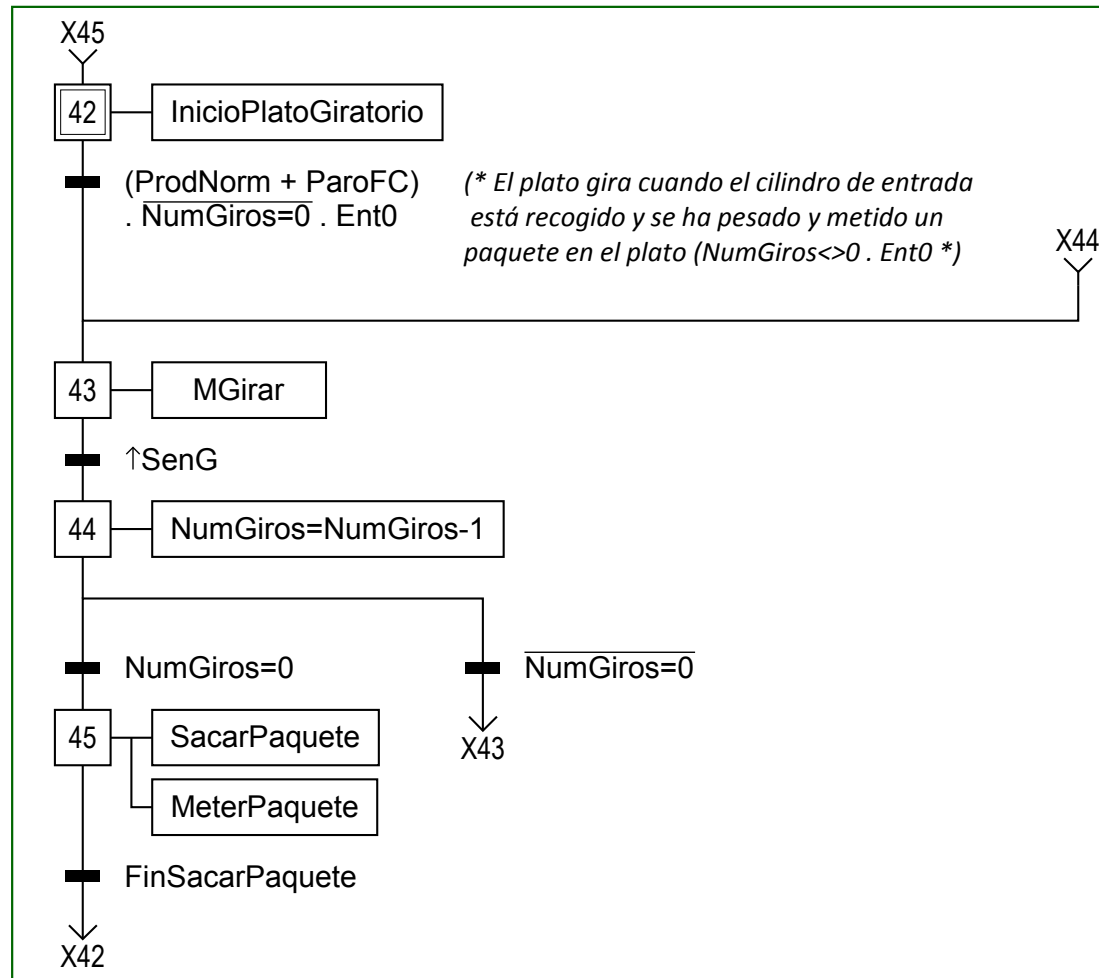 X45
42 InicioPlatoGiratorio
(ProdNorm + ParoFC) (* El plato gira cuando el cilindro de entrada
. NumGiros=0 . Ent0 está recogido y se ha pesado y metido un
paquete en el plato (NumGiros<>0 . Ent0 *)
X44
43 MGirar
↑SenG
44 NumGiros=NumGiros-1
NumGiros=0 NumGiros=0
45 SacarPaquete
X43
MeterPaquete
FinSacarPaquete
X42